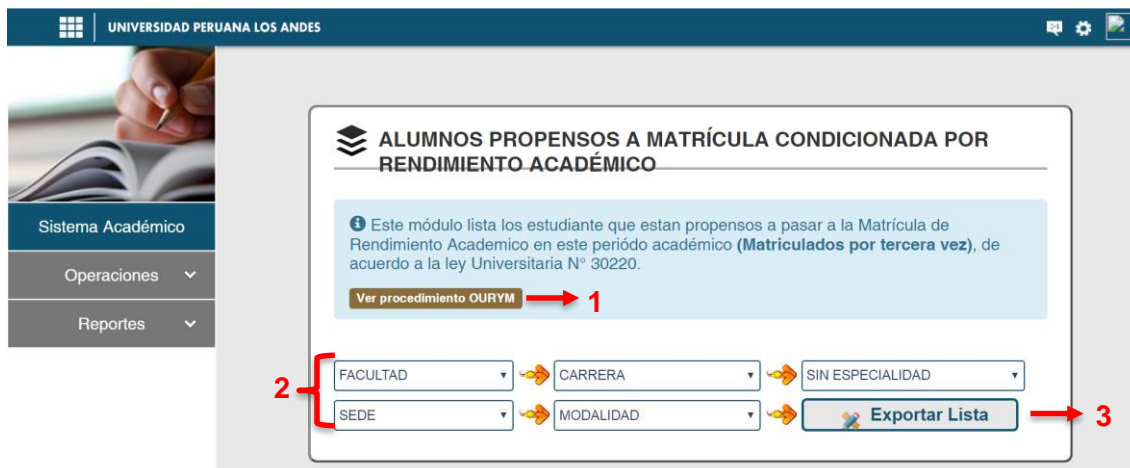 UNIVERSIDAD PERUANA LOS ANDES
ALUMNOS PROPENSOS A MATRÍCULA CONDICIONADA POR
RENDIMIENTO ACADÉMICO
Este módulo lista los estudiante que estan propensos a pasar a la Matrícula de
Rendimiento Academico en este periódo académico (Matriculados por tercera vez), de
acuerdo a la ley Universitaria N° 30220.
Ver procedimiento OURYM
1
Sistema Académico
Operaciones
Reportes
2
FACULTAD CARRERA SIN ESPECIALIDAD
SEDE MODALIDAD Exportar Lista
3